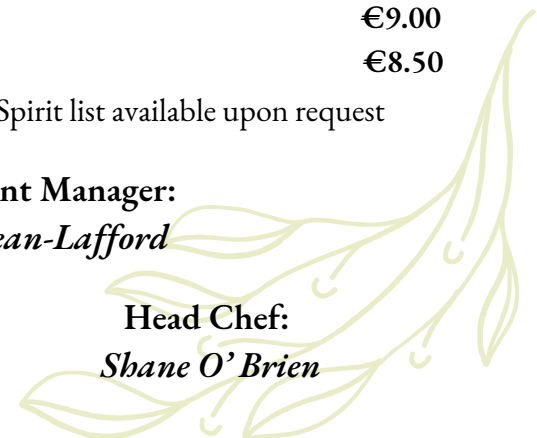 €9.00
€8.50
Spirit list available upon request
nt Manager:
ean-Lafford
Head Chef:
Shane O’ Brien